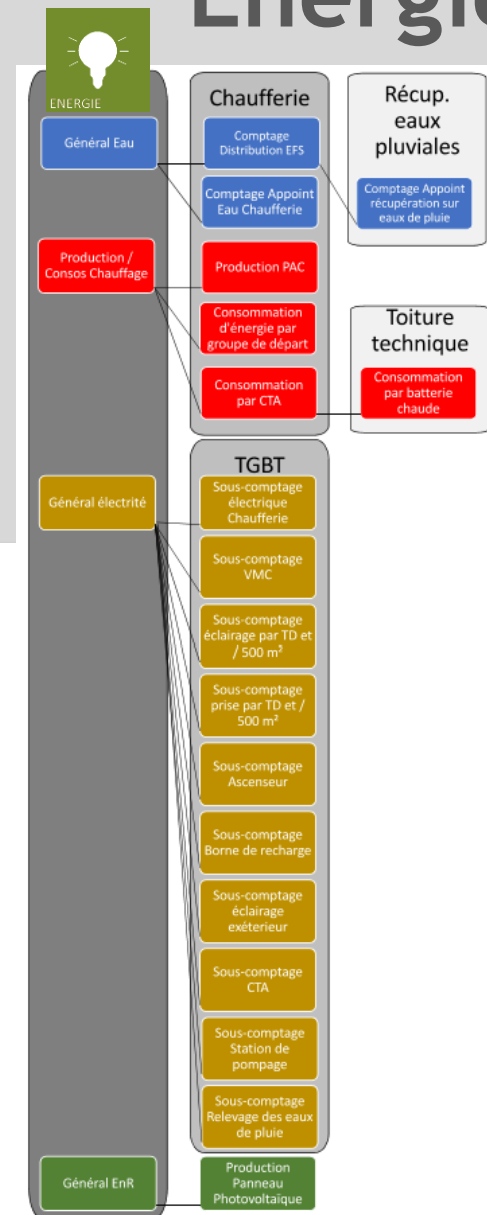 Energie
ENERGIE
Général Eau
Production /
Consos Chauffage
Général électrité
Général EnR
Chaufferie
Comptage
Distribution EFS
Comptage Appoint
Eau Chaufferie
Production PAC
Consommation
d'énergie par
groupe de départ
Consommation
par CTA
Récup.
eaux
pluviales
Comptage Appoint
récupération sur
eaux de pluie
Toiture
technique
Consommation
par batterie
chaude
TGBT
Sous-comptage
électrique
Chaufferie
Sous-comptage
VMC
Sous-comptage
éclairage par TD et
/ 500 m²
Sous-comptage
prise par TD et /
500 m²
Sous-comptage
Ascenseur
Sous-comptage
Borne de recharge
Sous-comptage
éclairage
exéterieur
Sous-comptage
CTA
Sous-comptage
Station de
pompage
Sous-comptage
Relevage des eaux
de pluie
Production
Panneau
Photovoltaïque